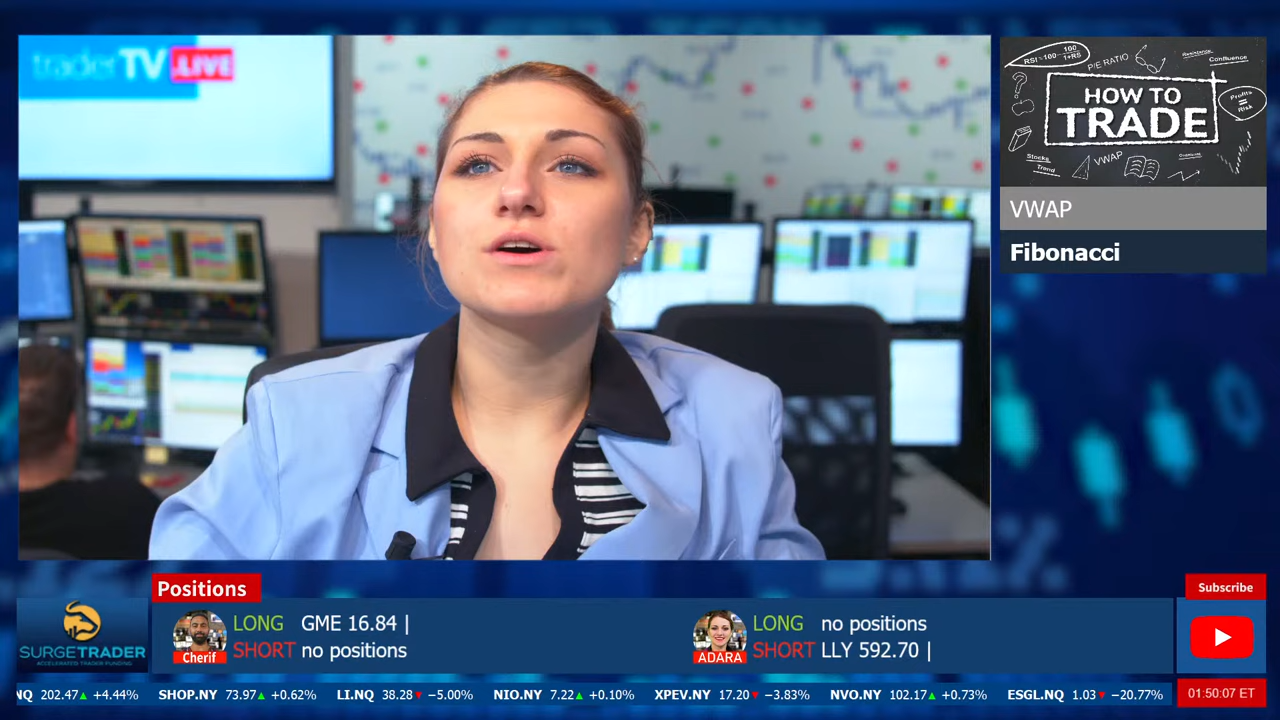 traderTV.LIVE
RSI=100- 100
1+RS
P/E RATIO
Resistance
Confluence
HOW TO
TRADE
Profits
=
Risk
Stocks
Trend
VWAP
VWAP
Fibonacci
Positions
Subscribe
LONG GME 16.84 |
SHORT no positions
Cherif
LONG no positions
SHORT LLY 592.70 |
ADARA
SURGETRADER
ACCELERATED TRADER FUNDING
NQ 202.47▲ +4.44% SHOP.NY 73.97▲ +0.62% LI.NQ 38.28▼ −5.00% NIO.NY 7.22▲ +0.10% XPEV.NY 17.20▼ −3.83% NVO.NY 102.17▲ +0.73% ESGL.NQ 1.03▼ −20.77%
01:50:07 ET